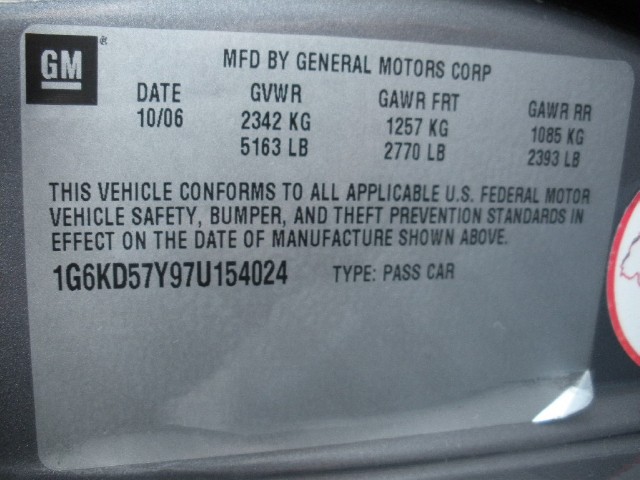 GM ®
MFD BY GENERAL MOTORS CORP
DATE GVWR GAWR FRT GAWR RR
10/06 2342 KG 1257 KG 1085 KG
5163 LB 2770 LB 2393 LB
THIS VEHICLE CONFORMS TO ALL APPLICABLE U.S. FEDERAL MOTOR
VEHICLE SAFETY, BUMPER, AND THEFT PREVENTION STANDARDS IN
EFFECT ON THE DATE OF MANUFACTURE SHOWN ABOVE.
1G6KD57Y97U154024 TYPE: PASS CAR